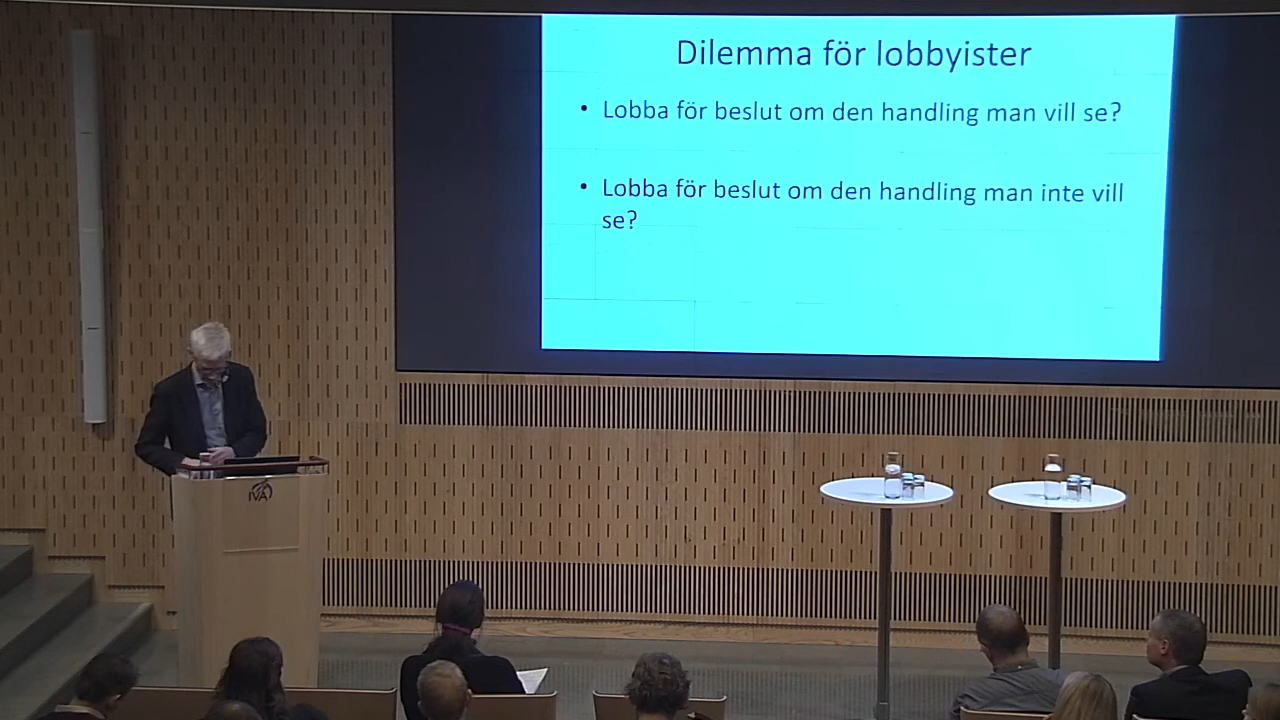 Dilemma för lobbyister
• Lobba för beslut om den handling man vill se?
• Lobba för beslut om den handling man inte vill
se?
IVA